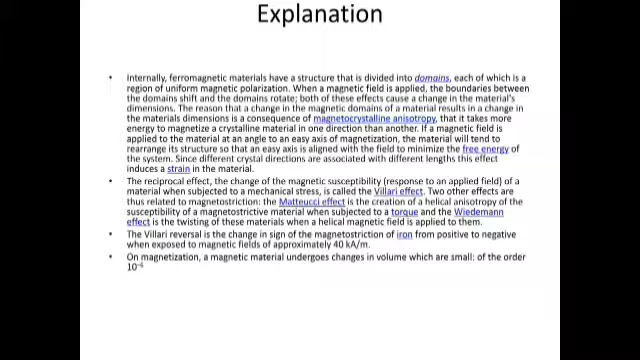 Explanation
• Internally, ferromagnetic materials have a structure that is divided into domains, each of which is a
region of uniform magnetic polarization. When a magnetic field is applied, the boundaries between
the domains shift and the domains rotate; both of these effects cause a change in the material's
dimensions. The reason that a change in the magnetic domains of a material results in a change in
the materials dimensions is a consequence of magnetocrystalline anisotropy, that it takes more
energy to magnetize a crystalline material in one direction than another. If a magnetic field is
applied to the material at an angle to an easy axis of magnetization, the material will tend to
rearrange its structure so that an easy axis is aligned with the field to minimize the free energy of
the system. Since different crystal directions are associated with different lengths this effect
induces a strain in the material.
• The reciprocal effect, the change of the magnetic susceptibility (response to an applied field) of a
material when subjected to a mechanical stress, is called the Villari effect. Two other effects are
thus related to magnetostriction: the Matteucci effect is the creation of a helical anisotropy of the
susceptibility of a magnetostrictive material when subjected to a torque and the Wiedemann
effect is the twisting of these materials when a helical magnetic field is applied to them.
• The Villari reversal is the change in sign of the magnetostriction of iron from positive to negative
when exposed to magnetic fields of approximately 40 kA/m.
• On magnetization, a magnetic material undergoes changes in volume which are small: of the order
10⁻⁶